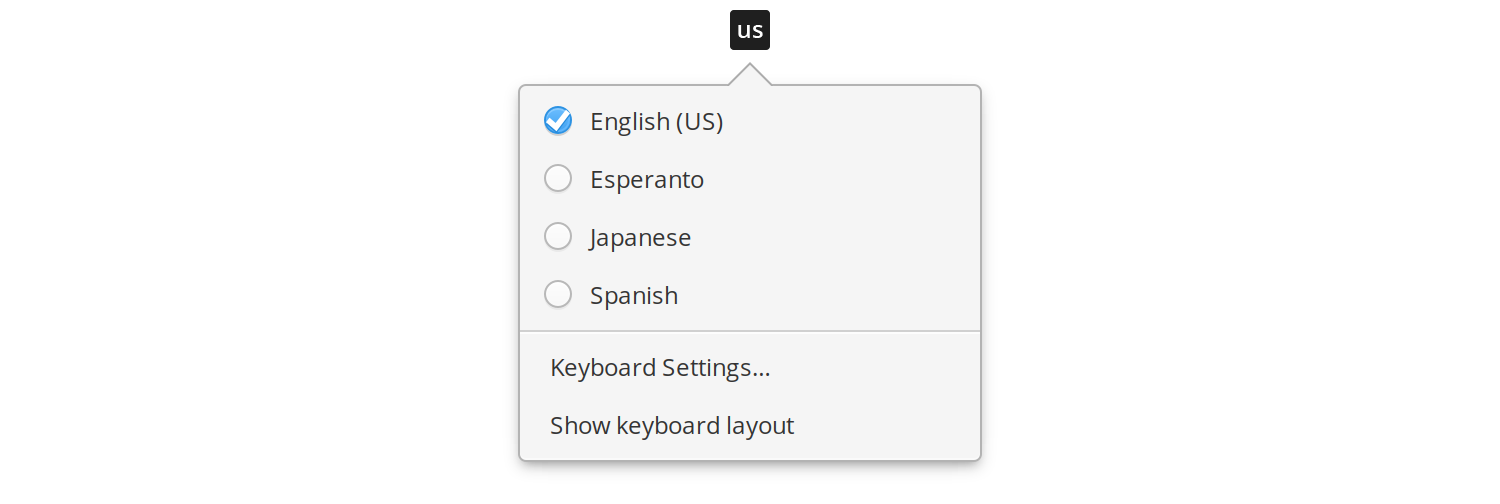 us
English (US)
Esperanto
Japanese
Spanish
Keyboard Settings…
Show keyboard layout